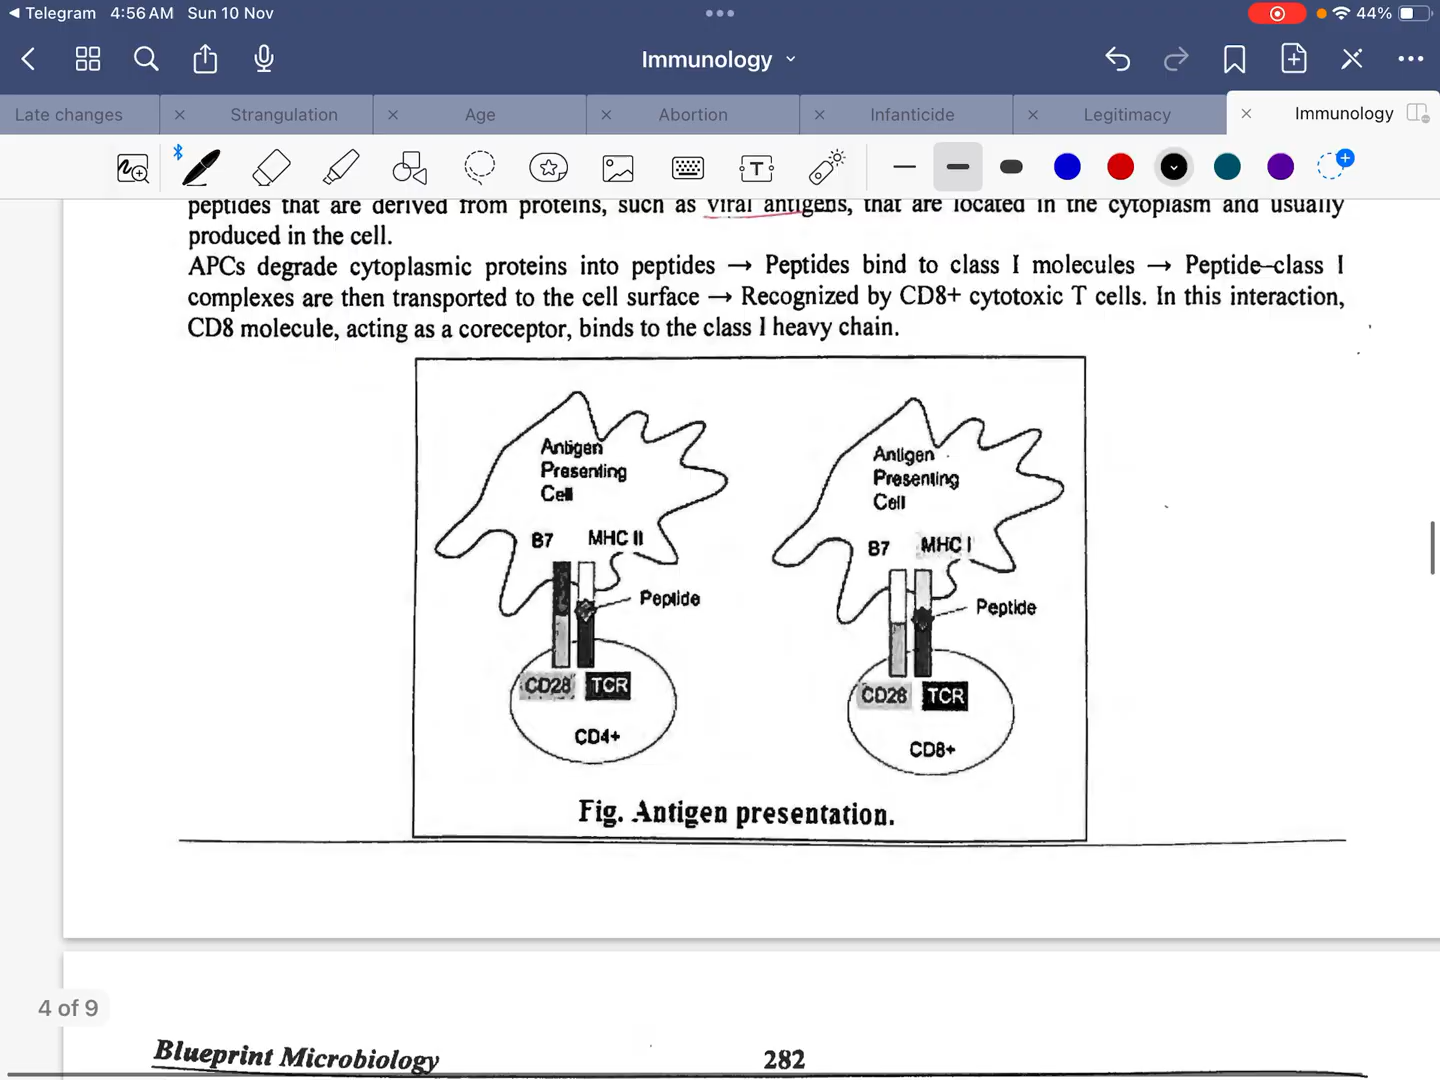 Telegram 4:56 AM Sun 10 Nov
44%
Immunology
Late changes
Strangulation
Age
Abortion
Infanticide
Legitimacy
Immunology
T
peptides that are derived from proteins, such as viral antigens, that are located in the cytoplasm and usually
produced in the cell.
APCs degrade cytoplasmic proteins into peptides → Peptides bind to class I molecules → Peptide–class I
complexes are then transported to the cell surface → Recognized by CD8+ cytotoxic T cells. In this interaction,
CD8 molecule, acting as a coreceptor, binds to the class I heavy chain.
Antigen
Presenting
Cell
B7 MHC II
Peptide
CD28 TCR
CD4+
Antigen
Presenting
Cell
B7 MHC I
Peptide
CD28 TCR
CD8+
Fig. Antigen presentation.
4 of 9
Blueprint Microbiology 282